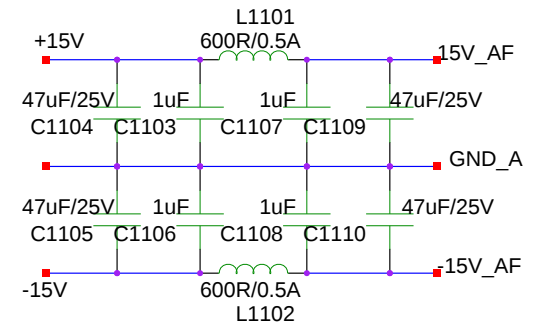 L1101
+15V
600R/0.5A
15V_AF
47uF/25V
1uF
1uF
47uF/25V
C1104
C1103
C1107
C1109
GND_A
47uF/25V
1uF
1uF
47uF/25V
C1105
C1106
C1108
C1110
-15V_AF
-15V
600R/0.5A
L1102